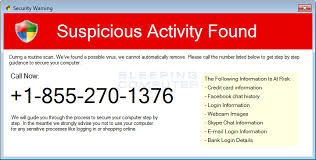 Security Warning
Suspicious Activity Found
During a routine scan. We've found a possible virus, we cannot automatically remove. Please call the number listed below to get step by step
guidance to secure your computer.
Call Now:
+1-855-270-1376
BLEEPING
COMPUTER
We will guide you through the process to secure your computer step by
step. In the meantime we strongly advise you not to use your computer
for any sensitive processes like logging in or shopping online.
The Following Information Is At Risk:
- Credit card information
- Facebook chat history
- Login Information
- Webcam Images
- Skype Chat Information
- E-mail Login Information
- Bank Login Details